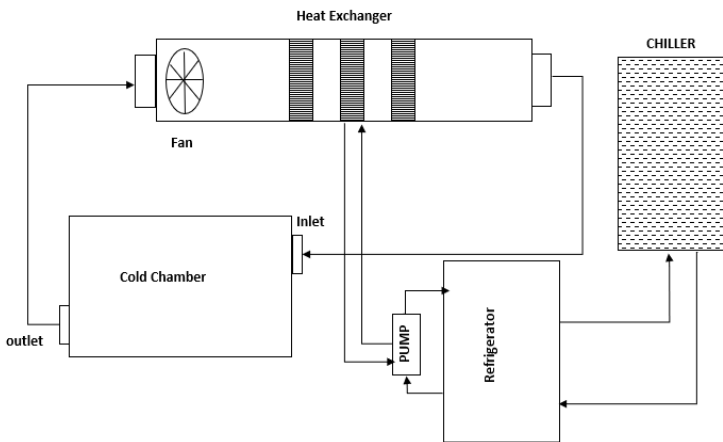 Heat Exchanger
CHILLER
Fan
Inlet
Cold Chamber
outlet
PUMP
Refrigerator